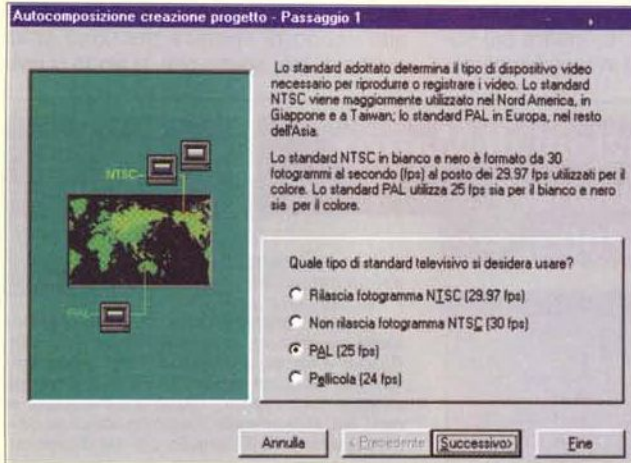 Autocomposizione creazione progetto - Passaggio 1
NTSC
PAL
Lo standard adottato determina il tipo di dispositivo video
necessario per riprodurre o registrare i video. Lo standard
NTSC viene maggiormente utilizzato nel Nord America, in
Giappone e a Taiwan; lo standard PAL in Europa, nel resto
dell'Asia.
Lo standard NTSC in bianco e nero è formato da 30
fotogrammi al secondo (fps) al posto dei 29.97 fps utilizzati per il
colore. Lo standard PAL utilizza 25 fps sia per il bianco e nero
sia per il colore.
Quale tipo di standard televisivo si desidera usare?
Rilascia fotogramma NTSC (29.97 fps)
Non rilascia fotogramma NTSC (30 fps)
PAL (25 fps)
Pellicola (24 fps)
Annulla
< Precedente
Successivo>
Fine